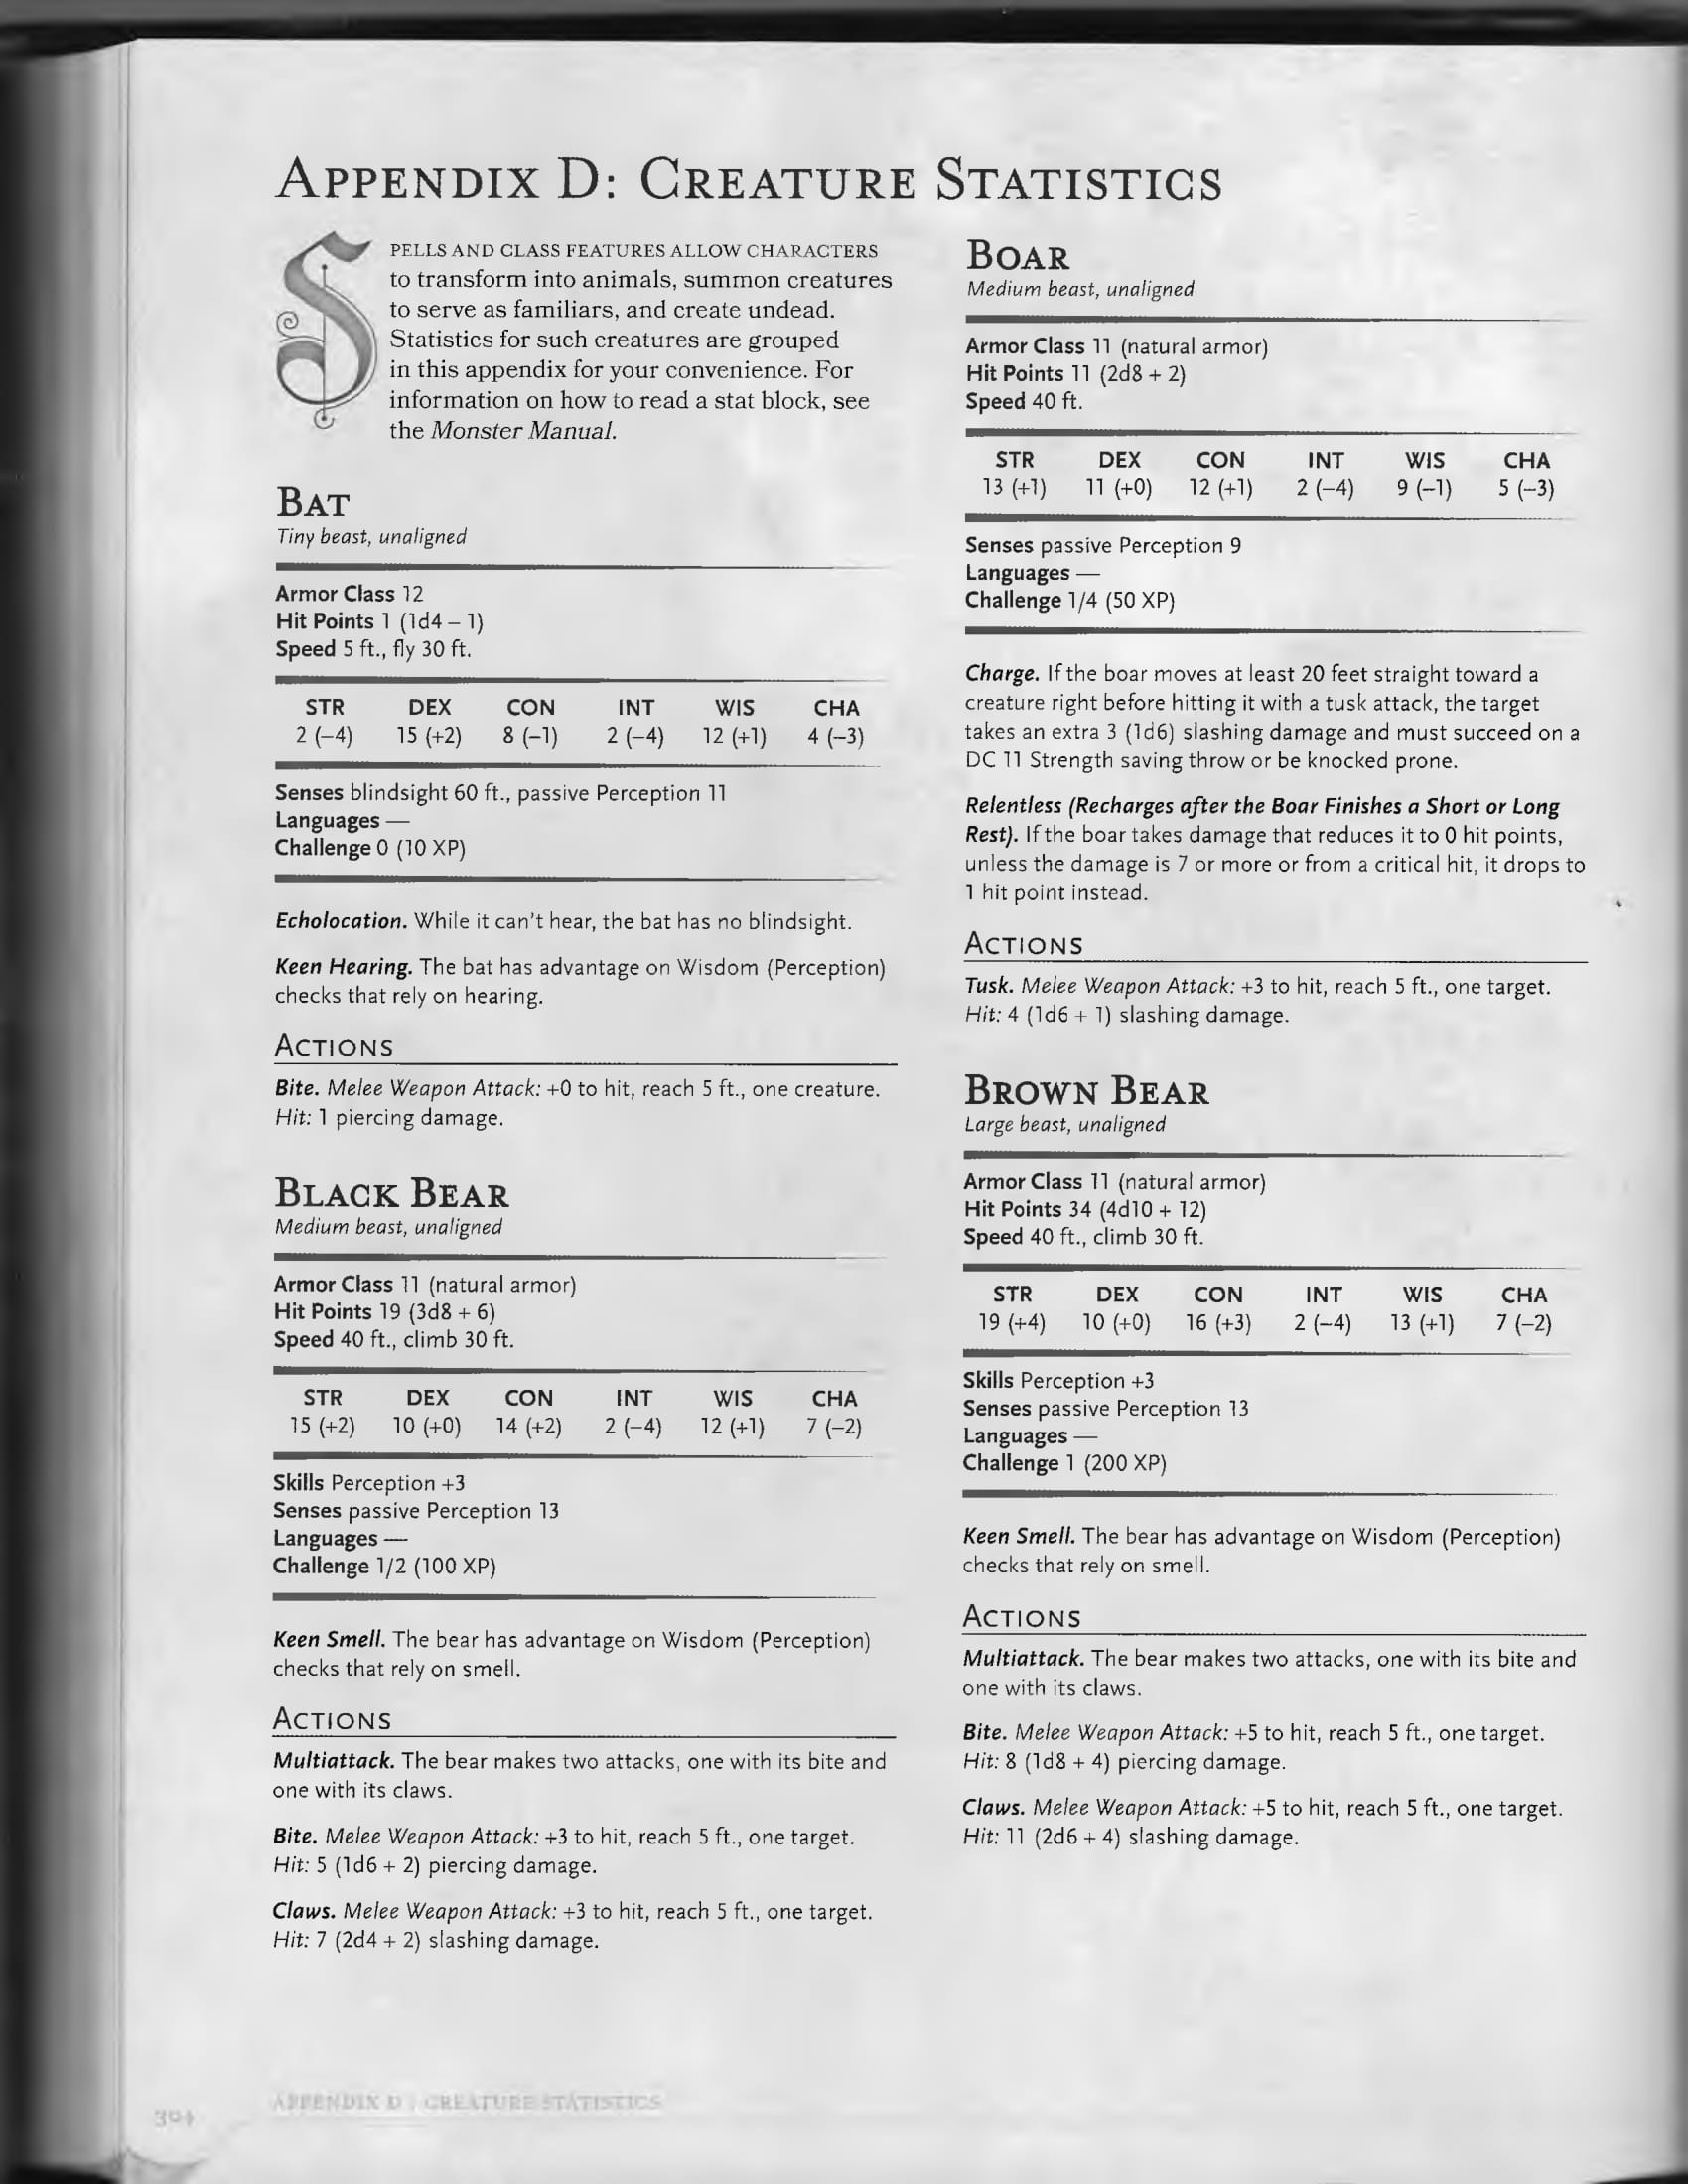 APPENDIX D: CREATURE STATISTICS
SPELLS AND CLASS FEATURES ALLOW CHARACTERS
to transform into animals, summon creatures
to serve as familiars, and create undead.
Statistics for such creatures are grouped
in this appendix for your convenience. For
information on how to read a stat block, see
the Monster Manual.
BAT
Tiny beast, unaligned
Armor Class 12
Hit Points 1 (1d4 – 1)
Speed 5 ft., fly 30 ft.
STR DEX CON INT WIS CHA
2 (–4) 15 (+2) 8 (–1) 2 (–4) 12 (+1) 4 (–3)
Senses blindsight 60 ft., passive Perception 11
Languages —
Challenge 0 (10 XP)
Echolocation. While it can't hear, the bat has no blindsight.
Keen Hearing. The bat has advantage on Wisdom (Perception)
checks that rely on hearing.
ACTIONS
Bite. Melee Weapon Attack: +0 to hit, reach 5 ft., one creature.
Hit: 1 piercing damage.
BLACK BEAR
Medium beast, unaligned
Armor Class 11 (natural armor)
Hit Points 19 (3d8 + 6)
Speed 40 ft., climb 30 ft.
STR DEX CON INT WIS CHA
15 (+2) 10 (+0) 14 (+2) 2 (–4) 12 (+1) 7 (–2)
Skills Perception +3
Senses passive Perception 13
Languages —
Challenge 1/2 (100 XP)
Keen Smell. The bear has advantage on Wisdom (Perception)
checks that rely on smell.
ACTIONS
Multiattack. The bear makes two attacks, one with its bite and
one with its claws.
Bite. Melee Weapon Attack: +3 to hit, reach 5 ft., one target.
Hit: 5 (1d6 + 2) piercing damage.
Claws. Melee Weapon Attack: +3 to hit, reach 5 ft., one target.
Hit: 7 (2d4 + 2) slashing damage.
BOAR
Medium beast, unaligned
Armor Class 11 (natural armor)
Hit Points 11 (2d8 + 2)
Speed 40 ft.
STR DEX CON INT WIS CHA
13 (+1) 11 (+0) 12 (+1) 2 (–4) 9 (–1) 5 (–3)
Senses passive Perception 9
Languages —
Challenge 1/4 (50 XP)
Charge. If the boar moves at least 20 feet straight toward a
creature right before hitting it with a tusk attack, the target
takes an extra 3 (1d6) slashing damage and must succeed on a
DC 11 Strength saving throw or be knocked prone.
Relentless (Recharges after the Boar Finishes a Short or Long
Rest). If the boar takes damage that reduces it to 0 hit points,
unless the damage is 7 or more or from a critical hit, it drops to
1 hit point instead.
ACTIONS
Tusk. Melee Weapon Attack: +3 to hit, reach 5 ft., one target.
Hit: 4 (1d6 + 1) slashing damage.
BROWN BEAR
Large beast, unaligned
Armor Class 11 (natural armor)
Hit Points 34 (4d10 + 12)
Speed 40 ft., climb 30 ft.
STR DEX CON INT WIS CHA
19 (+4) 10 (+0) 16 (+3) 2 (–4) 13 (+1) 7 (–2)
Skills Perception +3
Senses passive Perception 13
Languages —
Challenge 1 (200 XP)
Keen Smell. The bear has advantage on Wisdom (Perception)
checks that rely on smell.
ACTIONS
Multiattack. The bear makes two attacks, one with its bite and
one with its claws.
Bite. Melee Weapon Attack: +5 to hit, reach 5 ft., one target.
Hit: 8 (1d8 + 4) piercing damage.
Claws. Melee Weapon Attack: +5 to hit, reach 5 ft., one target.
Hit: 11 (2d6 + 4) slashing damage.
304
APPENDIX D | CREATURE STATISTICS